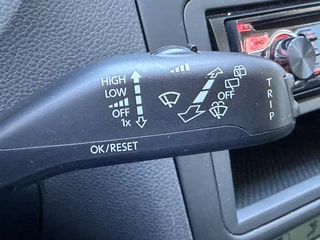 HIGH
LOW
OFF
1x
OFF
TRIP
OK/RESET